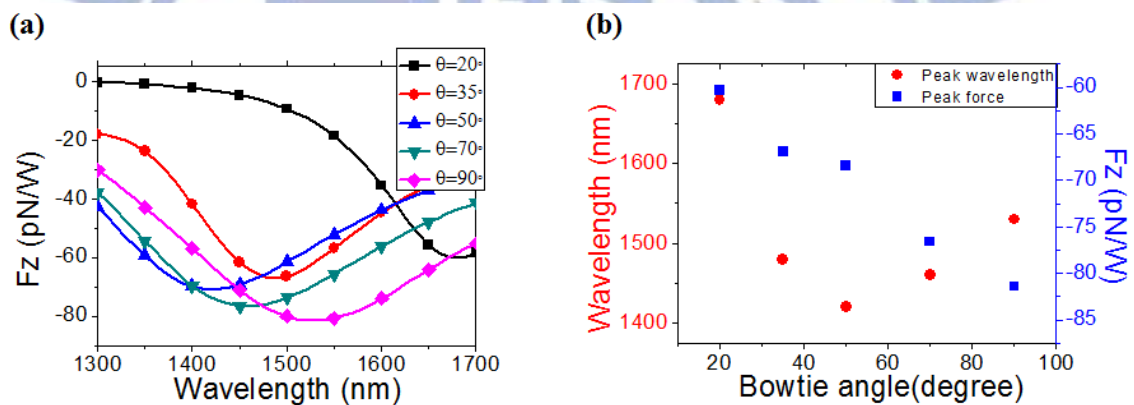 (a)
θ=20°
θ=35°
θ=50°
θ=70°
θ=90°
0
-20
-40
-60
-80
Fz (pN/W)
1300 1400 1500 1600 1700
Wavelength (nm)
(b)
Peak wavelength
Peak force
1700
1600
1500
1400
Wavelength (nm)
-60
-65
-70
-75
-80
-85
Fz (pN/W)
20 40 60 80 100
Bowtie angle(degree)